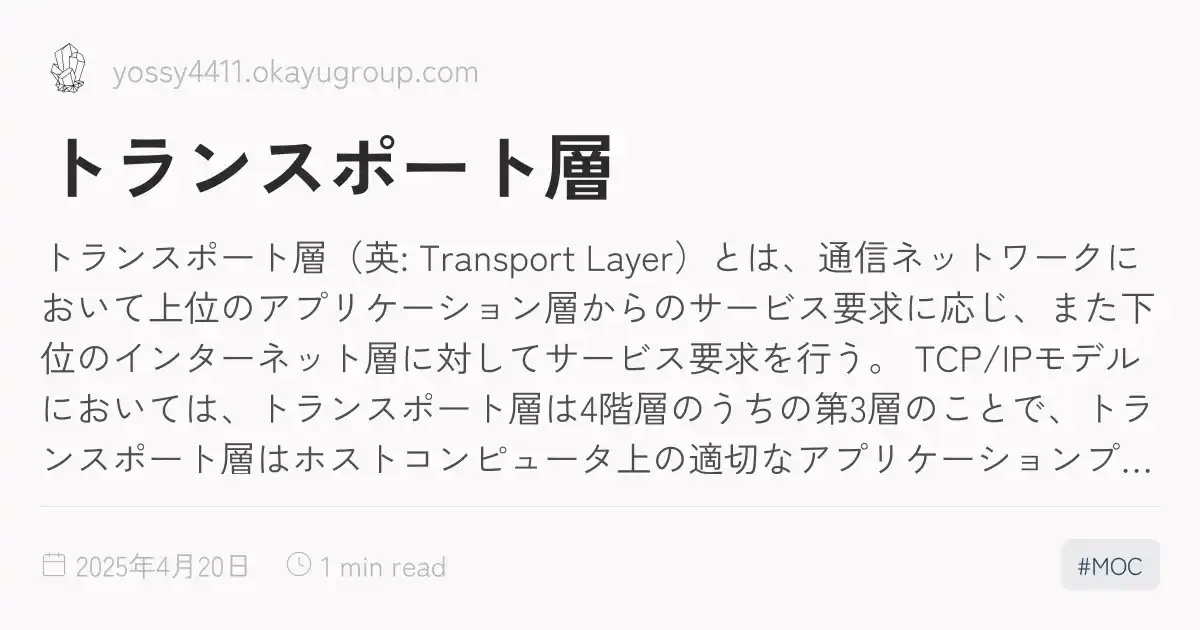 yossy4411.okayugroup.com
トランスポート層
トランスポート層（英: Transport Layer）とは、通信ネットワークに
おいて上位のアプリケーション層からのサービス要求に応じ、また下
位のインターネット層に対してサービス要求を行う。 TCP/IPモデル
においては、トランスポート層は4階層のうちの第3層のことで、トラ
ンスポート層はホストコンピュータ上の適切なアプリケーションプ...
2025年4月20日 1 min read #MOC